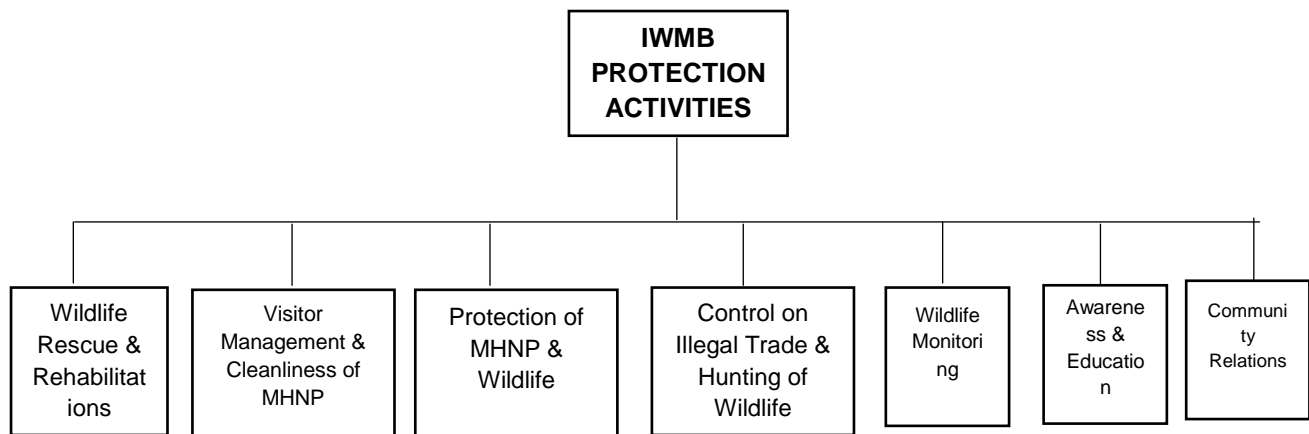 IWMB
PROTECTION
ACTIVITIES
Wildlife
Rescue &
Rehabilitat
ions
Visitor
Management &
Cleanliness of
MHNP
Protection of
MHNP &
Wildlife
Control on
Illegal Trade &
Hunting of
Wildlife
Wildlife
Monitori
ng
Awarene
ss &
Educatio
n
Communi
ty
Relations